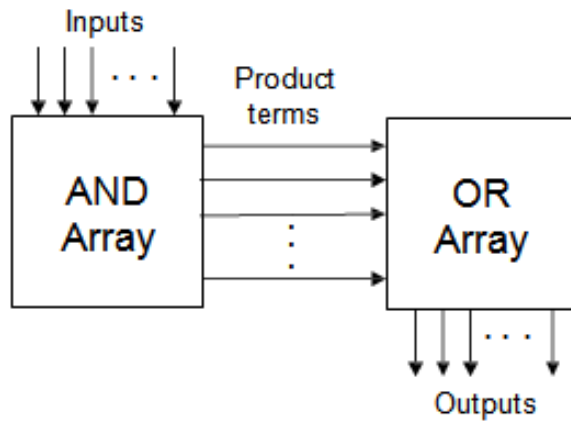 Inputs
Product
terms
AND
Array
OR
Array
Outputs